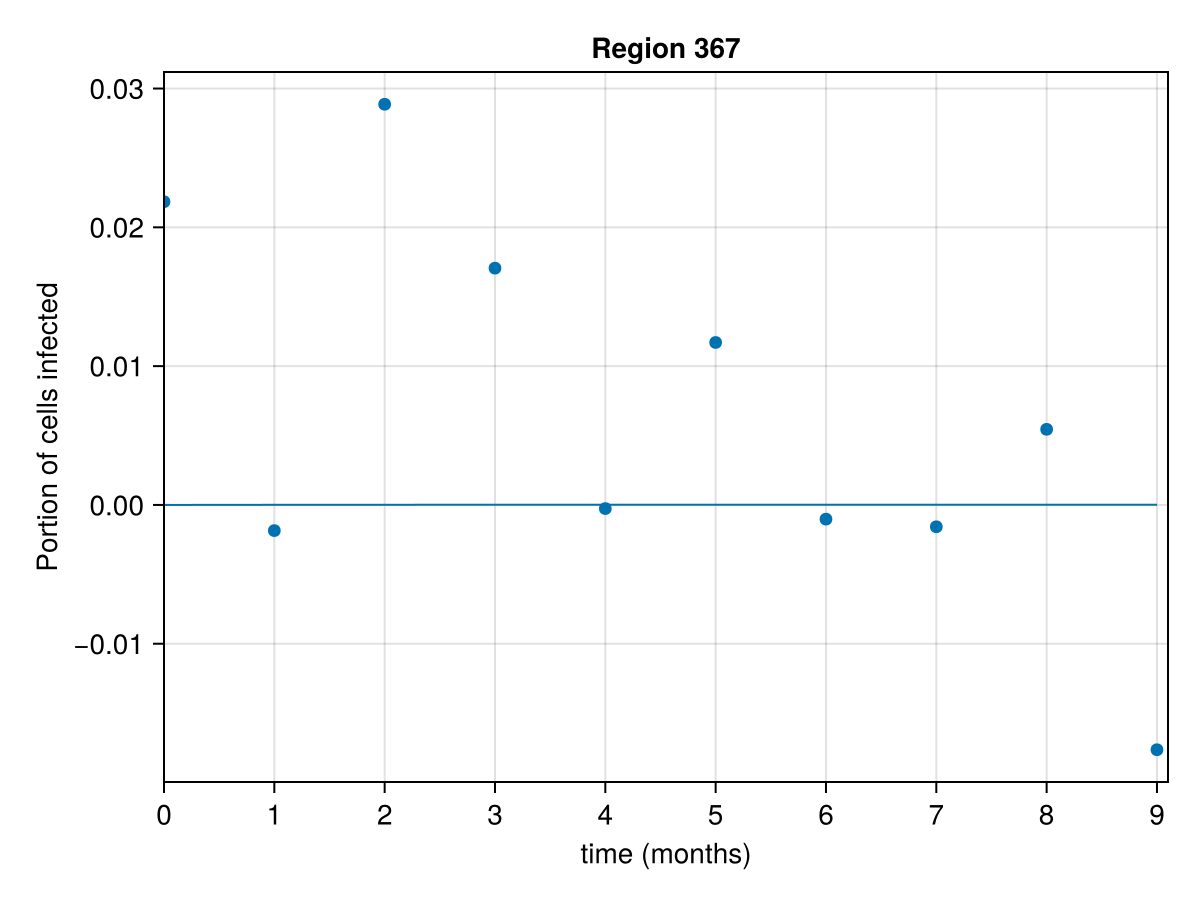 Region 367
0.03
0.02
0.01
0.00
−0.01
Portion of cells infected
0 1 2 3 4 5 6 7 8 9
time (months)